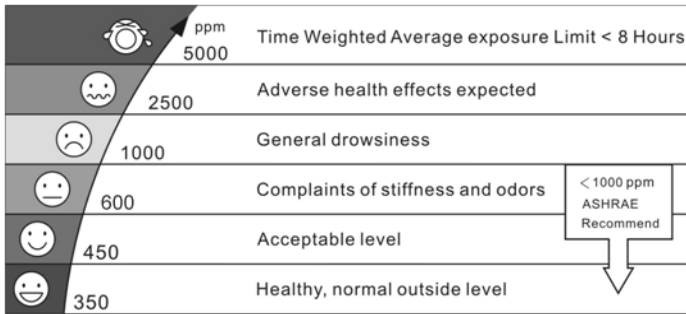 ppm
5000 Time Weighted Average exposure Limit < 8 Hours
2500 Adverse health effects expected
1000 General drowsiness
600 Complaints of stiffness and odors
<1000 ppm
ASHRAE
Recommend
450 Acceptable level
350 Healthy, normal outside level